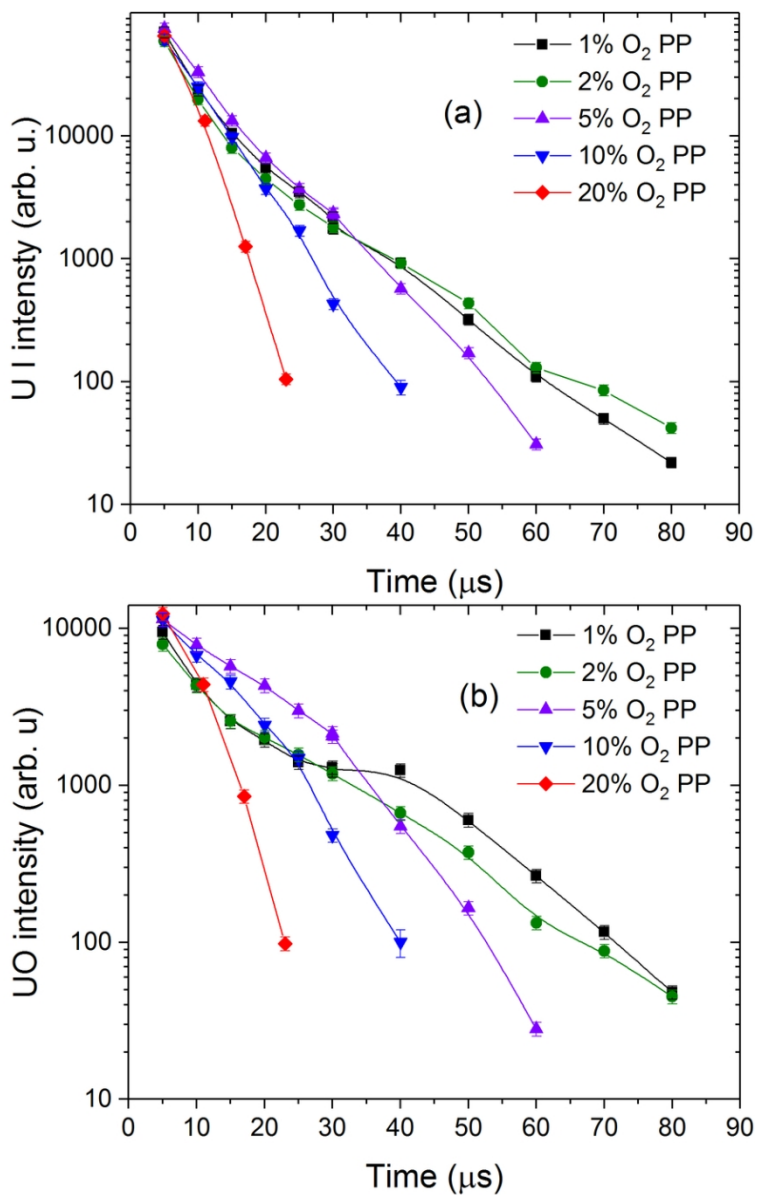 1% O₂ PP
2% O₂ PP
5% O₂ PP
10% O₂ PP
20% O₂ PP
(a)
U I intensty (arb. u.)
10000
1000
100
10
0 10 20 30 40 50 60 70 80 90
Time (μs)
1% O₂ PP
2% O₂ PP
5% O₂ PP
10% O₂ PP
20% O₂ PP
(b)
UO intensity (arb. u)
10000
1000
100
10
0 10 20 30 40 50 60 70 80 90
Time (μs)